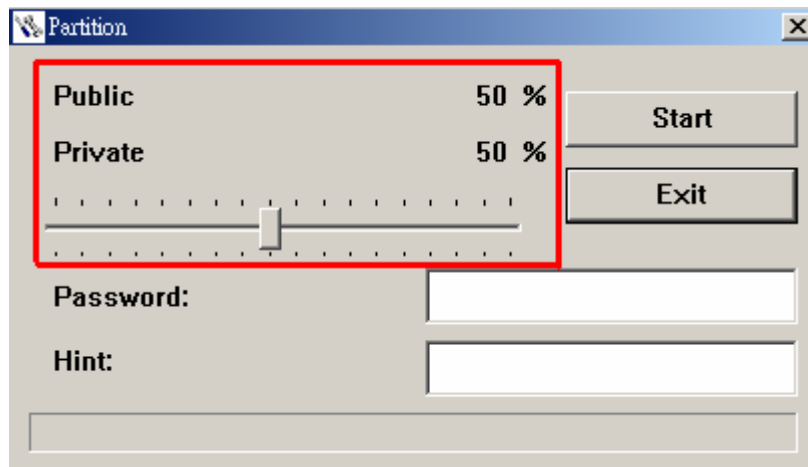 Partition
Public 50 %
Private 50 %
Start
Exit
Password:
Hint: